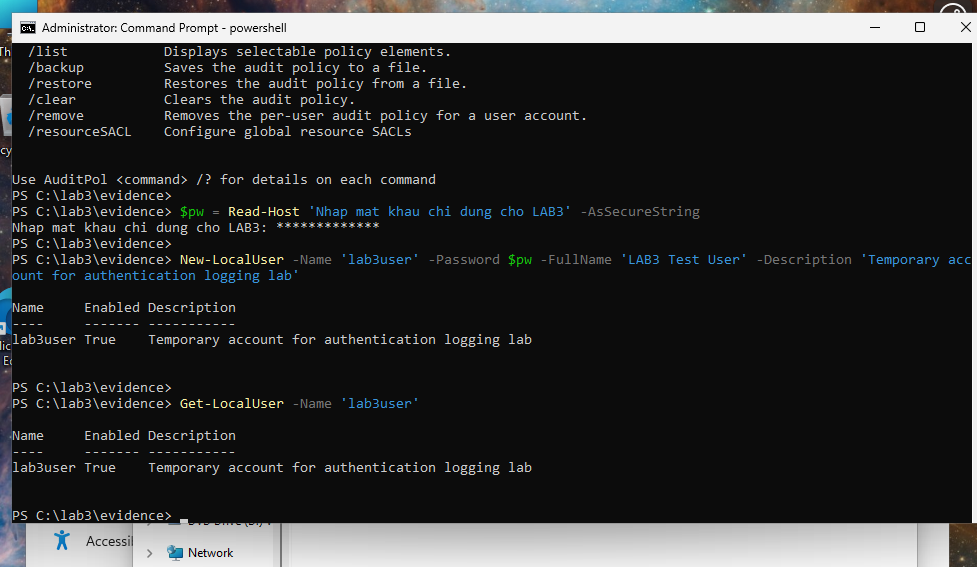 Administrator: Command Prompt - powershell
/list Displays selectable policy elements.
/backup Saves the audit policy to a file.
/restore Restores the audit policy from a file.
/clear Clears the audit policy.
/remove Removes the per-user audit policy for a user account.
/resourceSACL Configure global resource SACLs
Use AuditPol <command> /? for details on each command
PS C:\lab3\evidence>
PS C:\lab3\evidence> $pw = Read-Host 'Nhap mat khau chi dung cho LAB3' -AsSecureString
Nhap mat khau chi dung cho LAB3: *************
PS C:\lab3\evidence>
PS C:\lab3\evidence> New-LocalUser -Name 'lab3user' -Password $pw -FullName 'LAB3 Test User' -Description 'Temporary acc
ount for authentication logging lab'
Name Enabled Description
---- ------- -----------
lab3user True Temporary account for authentication logging lab
PS C:\lab3\evidence>
PS C:\lab3\evidence> Get-LocalUser -Name 'lab3user'
Name Enabled Description
---- ------- -----------
lab3user True Temporary account for authentication logging lab
PS C:\lab3\evidence>
Accessi
Network